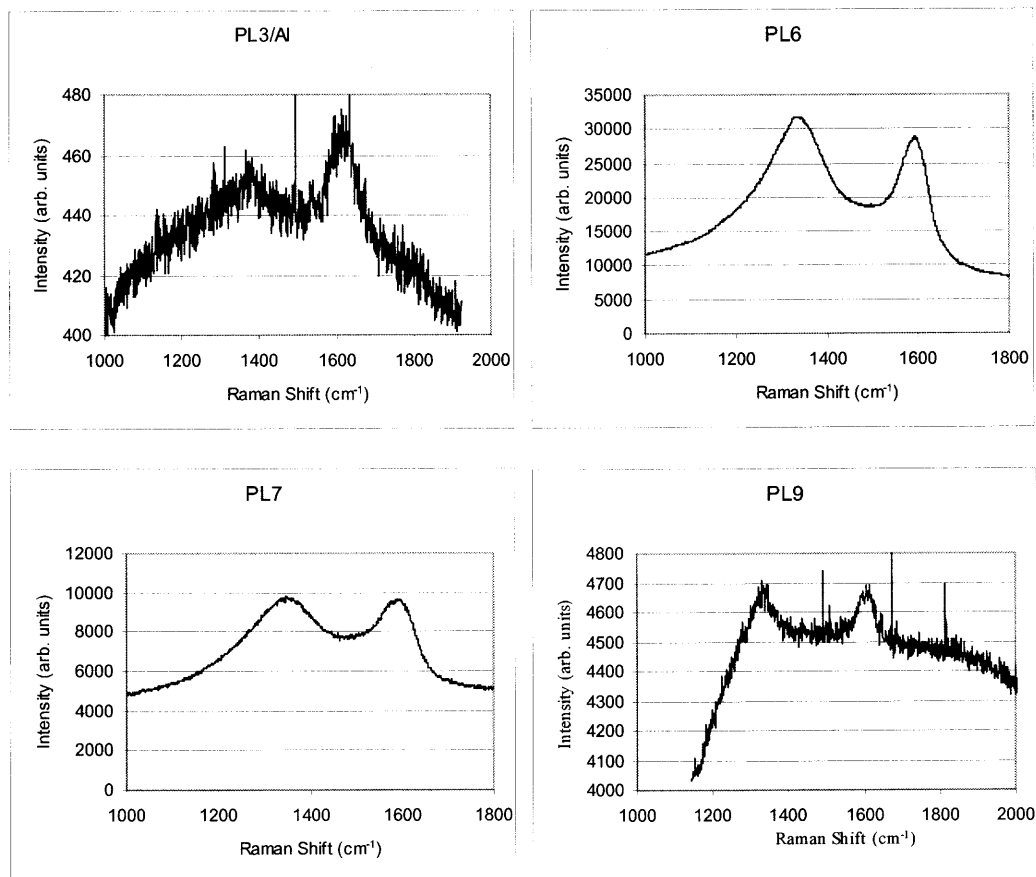 PL3/Al
480
460
440
420
400
Intensity (arb. units)
1000 1200 1400 1600 1800 2000
Raman Shift (cm-1)
PL6
35000
30000
25000
20000
15000
10000
5000
0
Intensity (arb. units)
1000 1200 1400 1600 1800
Raman Shift (cm-1)
PL7
12000
10000
8000
6000
4000
2000
0
Intensity (arb. units)
1000 1200 1400 1600 1800
Raman Shift (cm-1)
PL9
4800
4700
4600
4500
4400
4300
4200
4100
4000
Intensity (arb. units)
1000 1200 1400 1600 1800 2000
Raman Shift (cm-1)